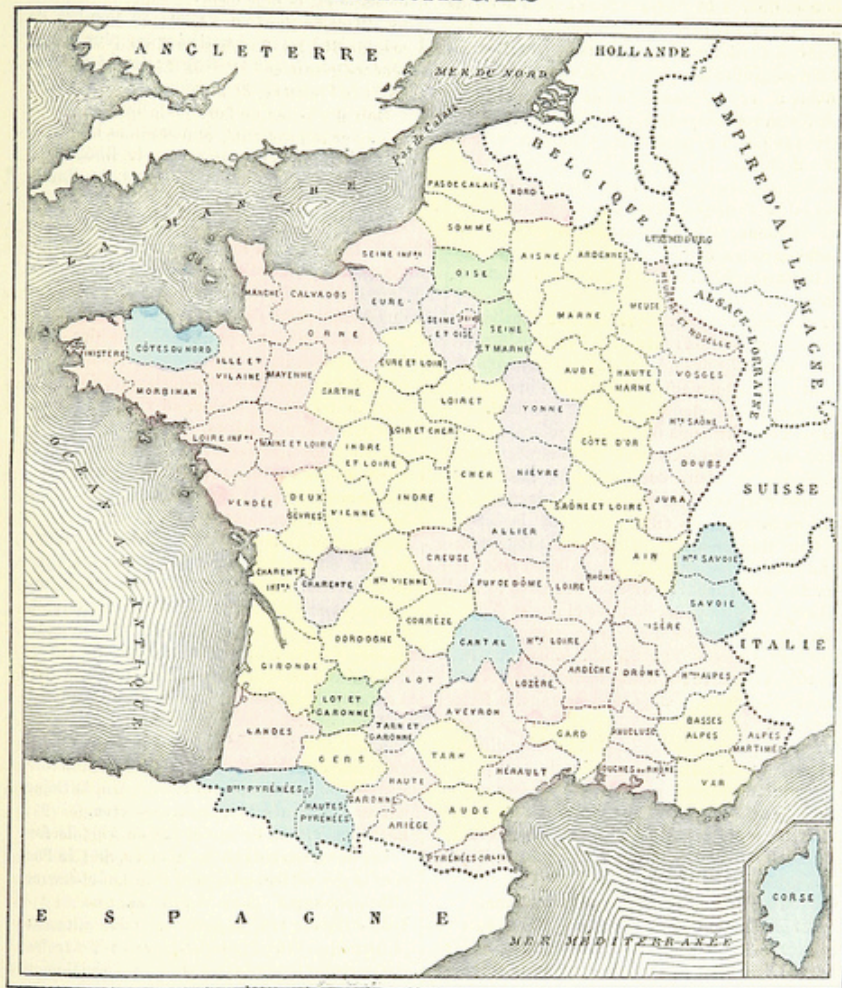 ANGLETERRE
HOLLANDE
MER DU NORD
EMPIRE D'ALLEMAGNE
Pas de Calais
BELGIQUE
LA MANCHE
PAS DE CALAIS
NORD
SOMME
LUXEMBOURG
SEINE INFRE
AISNE
ARDENNES
OISE
MANCHE
CALVADOS
EURE
SEINE
ET OISE
SEINE
SEINE
ET MARNE
MARNE
MEUSE
MEURTHE ET MOSELLE
ALSACE-LORRAINE
ORNE
FINISTERE
CÔTES DU NORD
ILLE ET
VILAINE
MAYENNE
EURE ET LOIR
AUBE
HAUTE
MARNE
VOSGES
MORBIHAN
SARTHE
LOIRET
YONNE
HTE SAÔNE
LOIRE INFRE
MAINE ET LOIRE
INDRE
ET LOIRE
LOIR ET CHER
CÔTE D'OR
DOUBS
CHER
NIÈVRE
SUISSE
OCÉAN ATLANTIQUE
VENDÉE
DEUX
SÈVRES
VIENNE
INDRE
SAÔNE ET LOIRE
JURA
ALLIER
CHARENTE
INFRE
CHARENTE
HTE VIENNE
CREUSE
PUY DE DÔME
LOIRE
RHÔNE
AIN
HTE SAVOIE
SAVOIE
ISÈRE
ITALIE
CORRÈZE
DORDOGNE
CANTAL
HTE LOIRE
GIRONDE
LOT
LOZÈRE
ARDÈCHE
DRÔME
HTES ALPES
LOT ET
GARONNE
AVEYRON
TARN ET
GARONNE
LANDES
GARD
VAUCLUSE
BASSES
ALPES
ALPES
MARITIMES
GERS
TARN
HÉRAULT
BOUCHES DU RHÔNE
VAR
BSES PYRÉNÉES
HAUTES
PYRÉNÉES
HAUTE
GARONNE
AUDE
ARIÈGE
PYRÉNÉES ORLES
CORSE
ESPAGNE
MER MÉDITERRANÉE